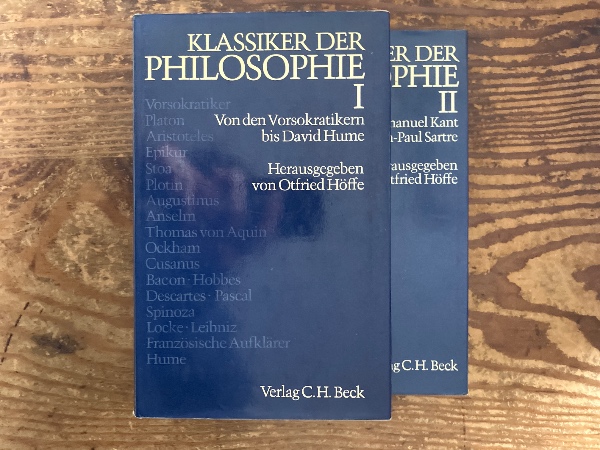 KLASSIKER DER
PHILOSOPHIE
I
Von den Vorsokratikern
bis David Hume
Herausgegeben
von Otfried Höffe
Vorsokratiker
Platon
Aristoteles
Epikur
Stoa
Plotin
Augustinus
Anselm
Thomas von Aquin
Ockham
Cusanus
Bacon · Hobbes
Descartes · Pascal
Spinoza
Locke · Leibniz
Französische Aufklärer
Hume
Verlag C. H. Beck
ER DER
OPHIE
II
manuel Kant
n-Paul Sartre
rausgegeben
tfried Höffe
ag C. H. Beck